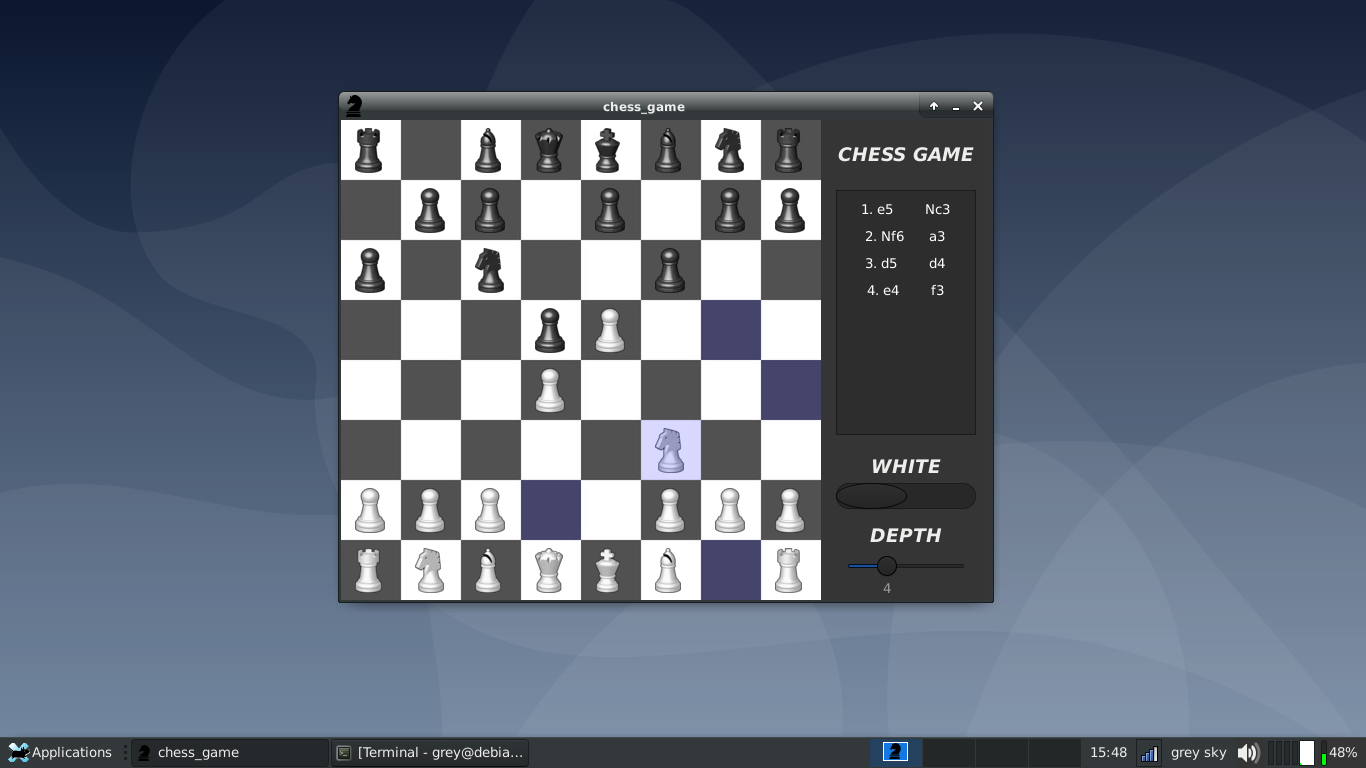 chess_game
CHESS GAME
1. e5 Nc3
2. Nf6 a3
3. d5 d4
4. e4 f3
WHITE
DEPTH
4
Applications
chess_game
[Terminal - grey@debia...
15:48
grey sky
48%